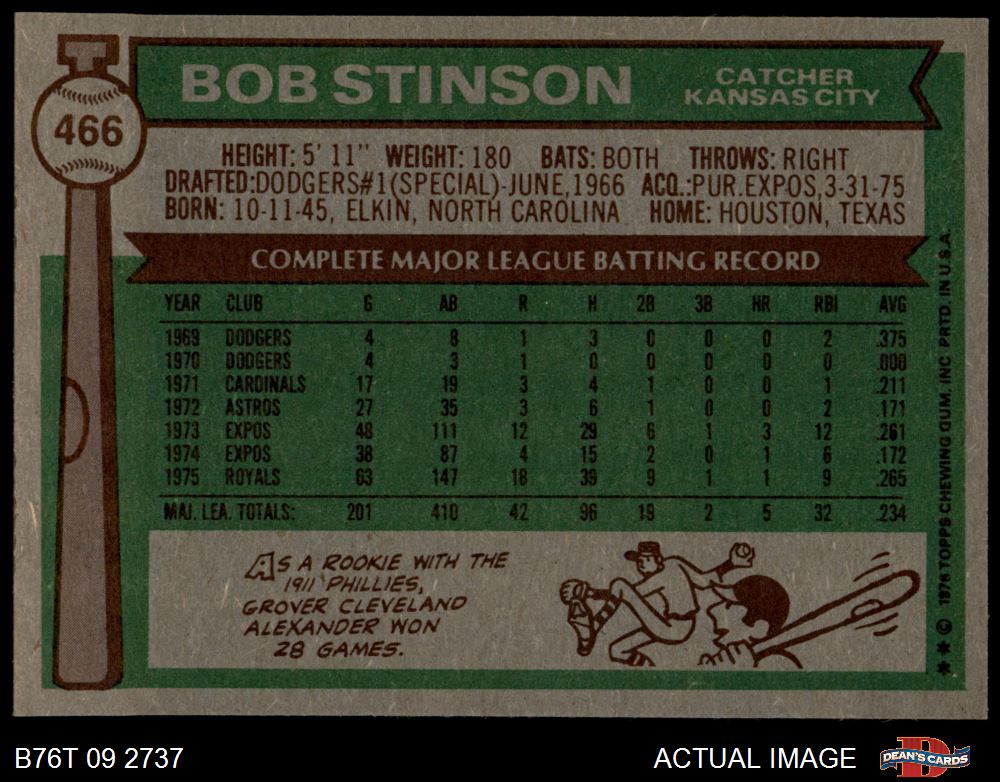 466
BOB STINSON
CATCHER
KANSAS CITY
HEIGHT: 5' 11" WEIGHT: 180 BATS: BOTH THROWS: RIGHT
DRAFTED:DODGERS#1(SPECIAL)-JUNE,1966 ACQ.:PUR.EXPOS,3-31-75
BORN: 10-11-45, ELKIN, NORTH CAROLINA HOME: HOUSTON, TEXAS
COMPLETE MAJOR LEAGUE BATTING RECORD
YEAR CLUB G AB R H 2B 3B HR RBI AVG
1969 DODGERS 4 8 1 3 0 0 0 2 .375
1970 DODGERS 4 3 1 0 0 0 0 0 .000
1971 CARDINALS 17 19 3 4 1 0 0 1 .211
1972 ASTROS 27 35 3 6 1 0 0 2 .171
1973 EXPOS 48 111 12 29 6 1 3 12 .261
1974 EXPOS 38 87 4 15 2 0 1 6 .172
1975 ROYALS 63 147 18 39 9 1 1 9 .265
MAJ. LEA. TOTALS: 201 410 42 96 19 2 5 32 .234
AS A ROOKIE WITH THE
1911 PHILLIES,
GROVER CLEVELAND
ALEXANDER WON
28 GAMES.
** © 1976 TOPPS CHEWING GUM, INC PRTD. IN U.S.A.
B76T 09 2737
ACTUAL IMAGE
DEAN'S CARDS